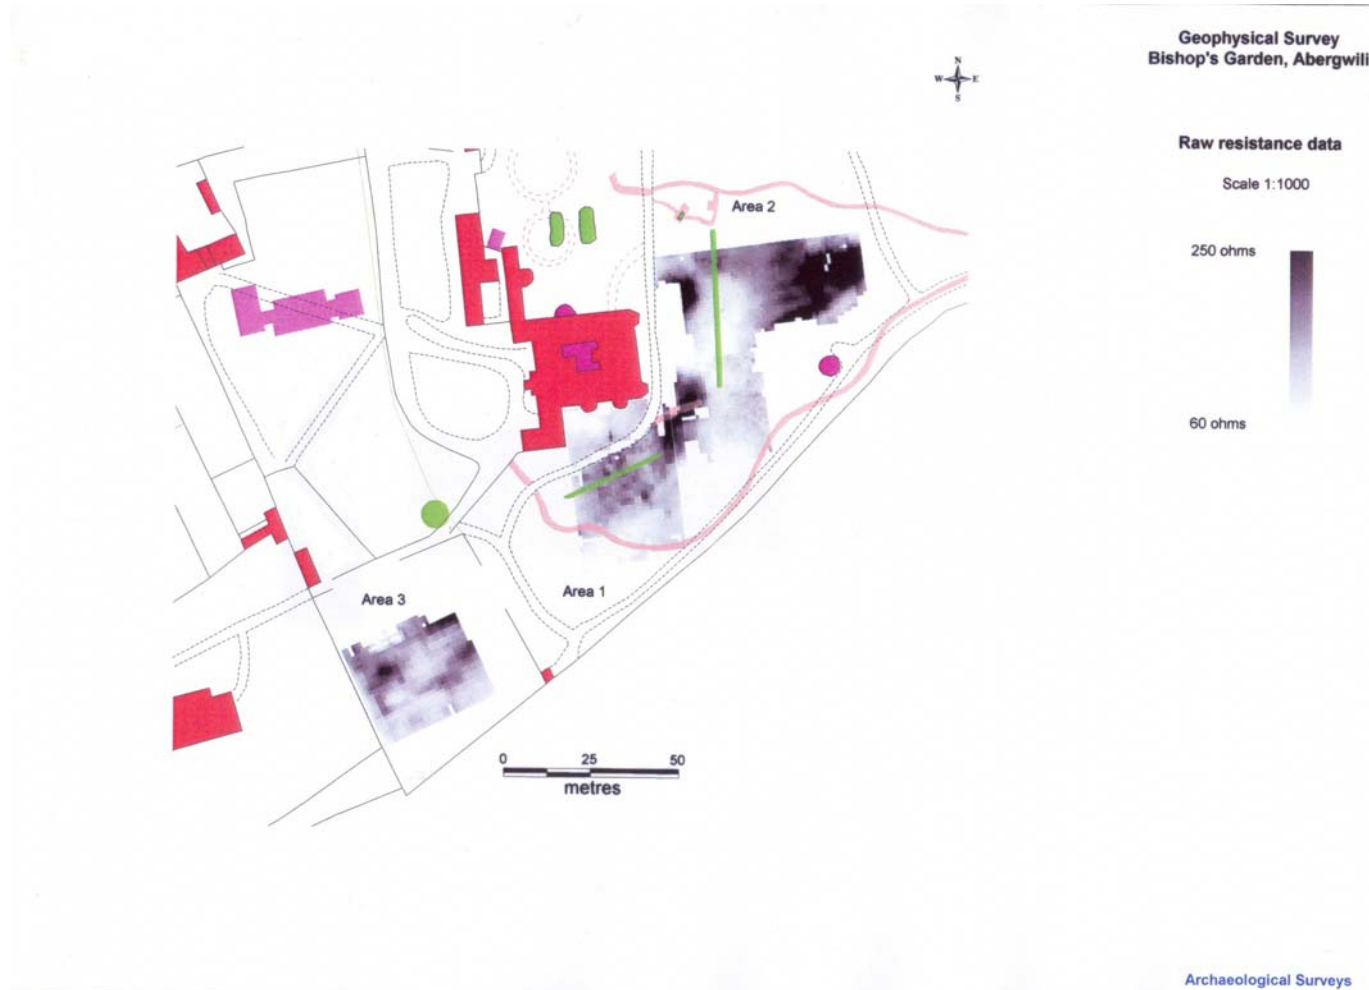 Geophysical Survey
Bishop's Garden, Abergwili
N
W E
S
Raw resistance data
Scale 1:1000
250 ohms
60 ohms
Area 2
Area 1
Area 3
0 25 50
metres
Archaeological Surveys